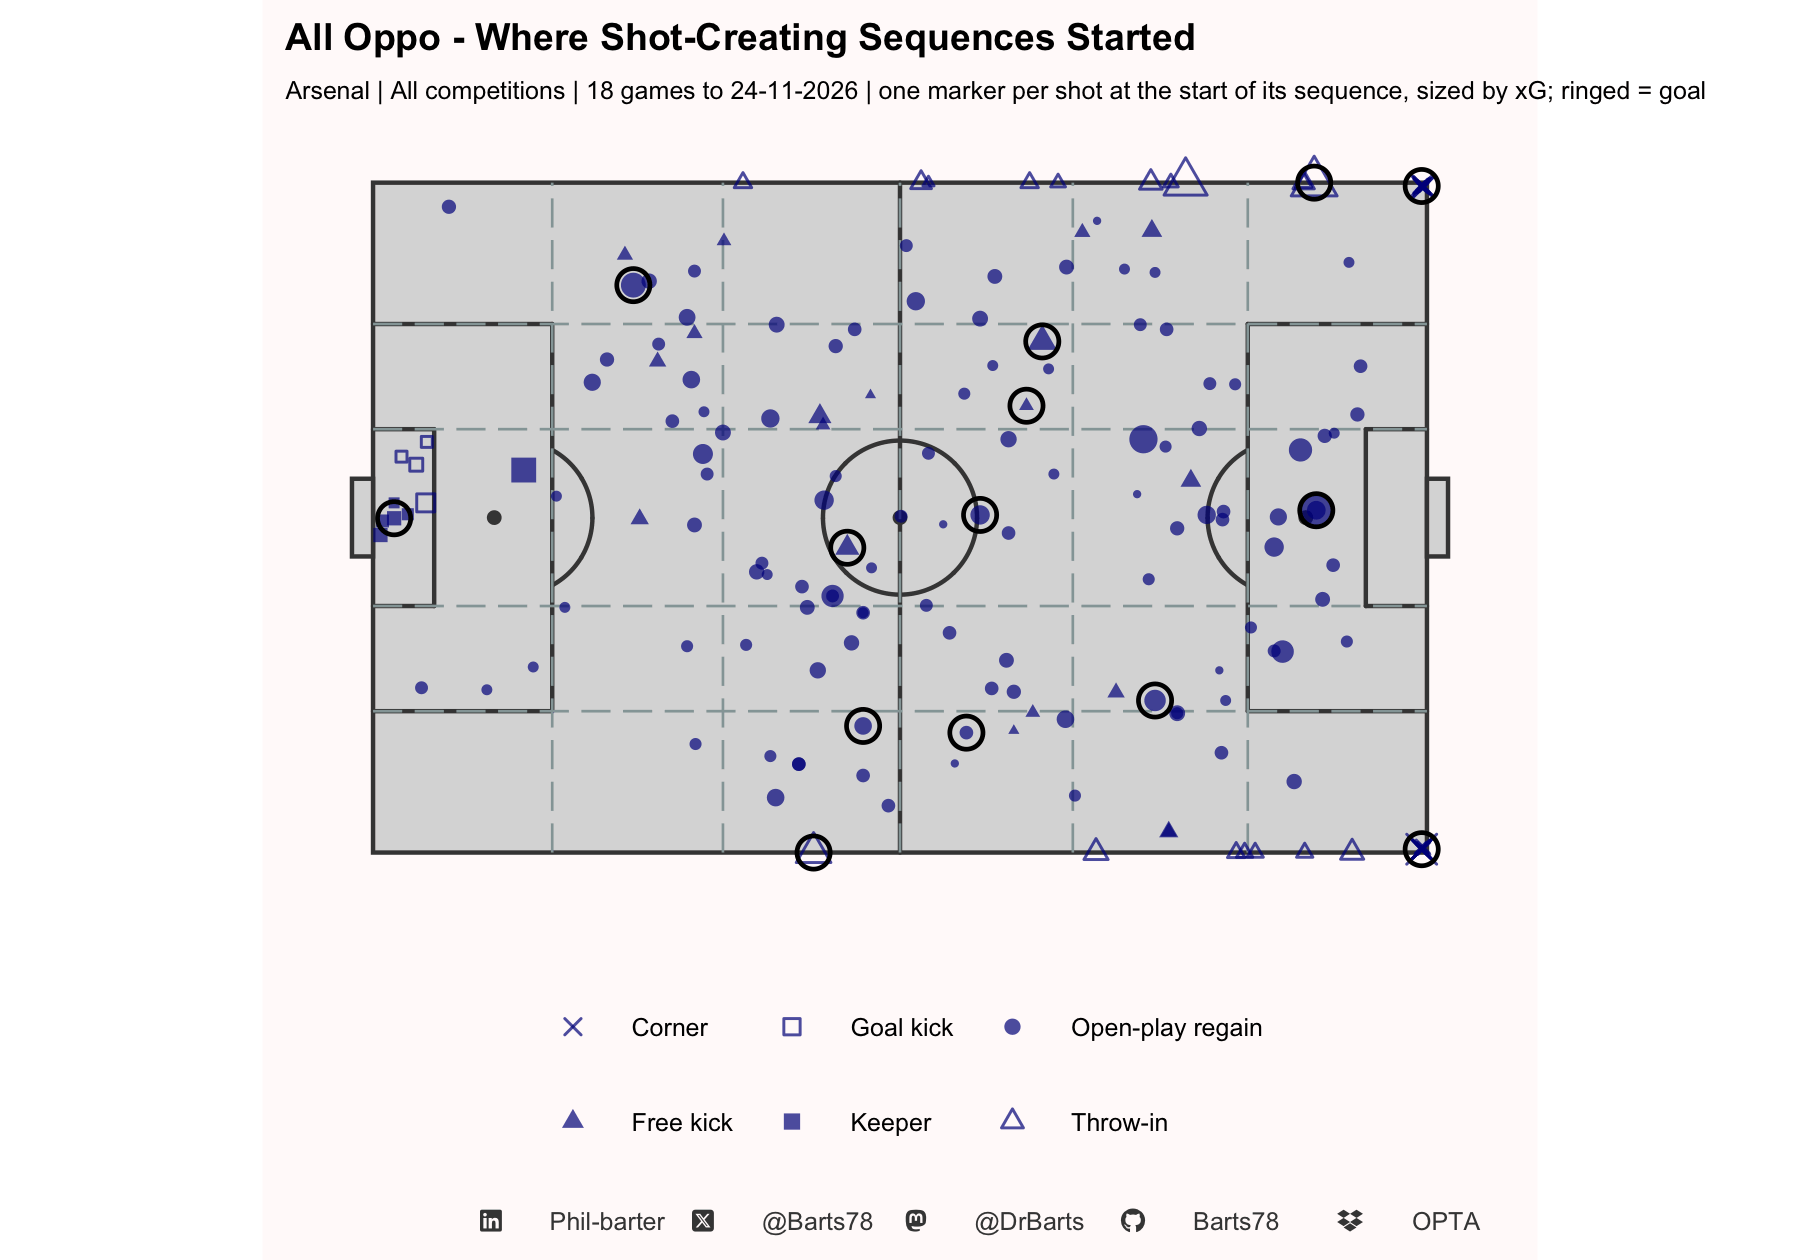 All Oppo - Where Shot-Creating Sequences Started
Arsenal | All competitions | 18 games to 24-11-2026 | one marker per shot at the start of its sequence, sized by xG; ringed = goal
Corner Goal kick Open-play regain
Free kick Keeper Throw-in
Phil-barter @Barts78 @DrBarts Barts78 OPTA